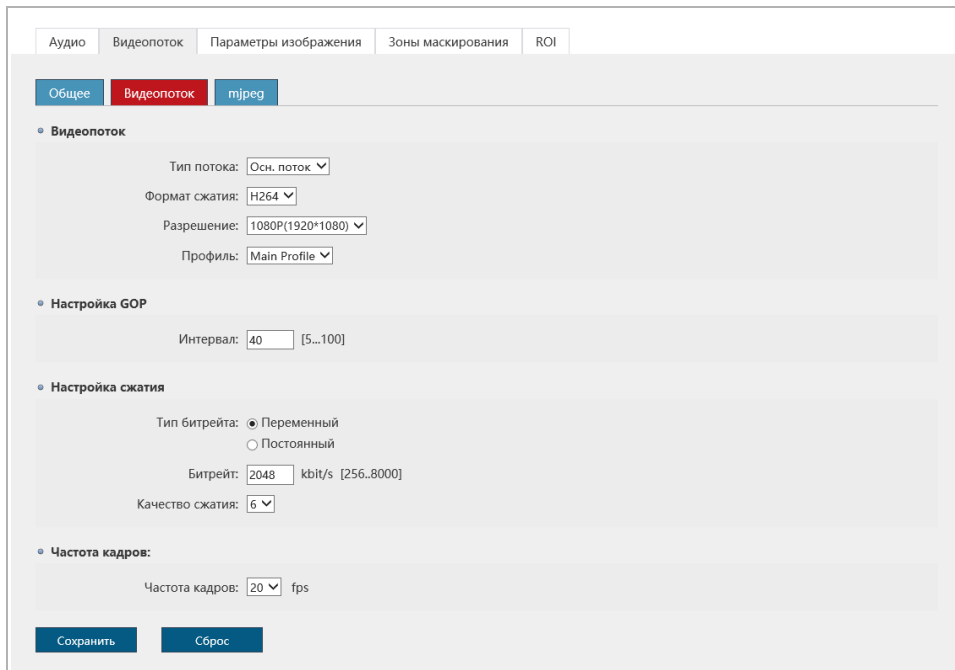 Аудио Видеопоток Параметры изображения Зоны маскирования ROI
Общее Видеопоток mjpeg
Видеопоток
Тип потока: Осн. поток
Формат сжатия: H264
Разрешение: 1080P(1920*1080)
Профиль: Main Profile
Настройка GOP
Интервал: 40 [5...100]
Настройка сжатия
Тип битрейта: Переменный
Постоянный
Битрейт: 2048 kbit/s [256..8000]
Качество сжатия: 6
Частота кадров:
Частота кадров: 20 fps
Сохранить Сброс